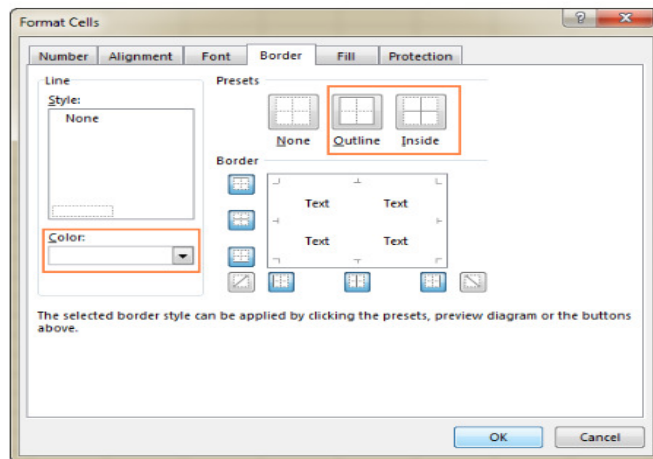 Format Cells
Number Alignment Font Border Fill Protection
Line
Style:
None
Color:
Presets
None Outline Inside
Border
Text Text
Text Text
The selected border style can be applied by clicking the presets, preview diagram or the buttons
above.
OK Cancel